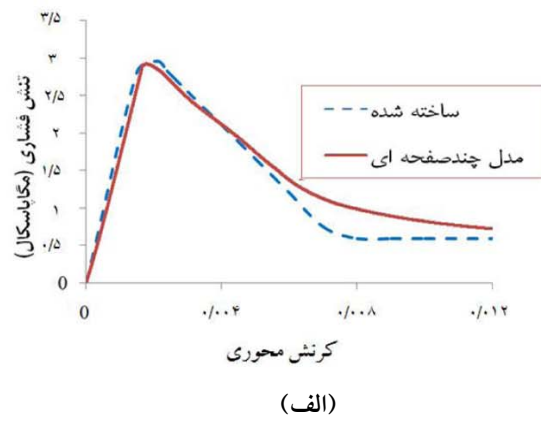 ۳/۵
۳
۲/۵
۲
۱/۵
۱
۰/۵
0
تنش فشاری (مگاپاسکال)
ساخته شده
مدل چندصفحه ای
0
۰/۰۰۴
۰/۰۰۸
۰/۰۱۲
کرنش محوری
(الف)